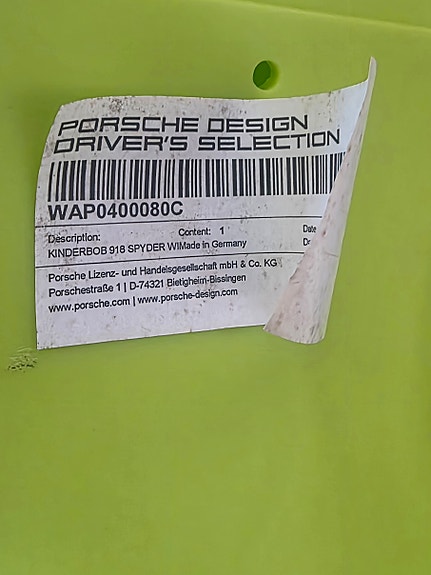 PORSCHE DESIGN
DRIVER'S SELECTION
WAP0400080C
Description: Content: 1 Date
KINDERBOB 918 SPYDER WIMade in Germany
Porsche Lizenz- und Handelsgesellschaft mbH & Co. KG
Porschestraße 1 | D-74321 Bietigheim-Bissingen
www.porsche.com | www.porsche-design.com